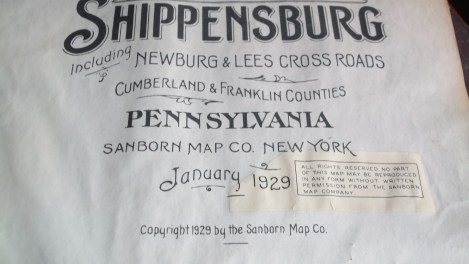 SHIPPENSBURG
Including NEWBURG & LEES CROSS ROADS
CUMBERLAND & FRANKLIN COUNTIES
PENNSYLVANIA
SANBORN MAP CO. NEW YORK
January 1929
ALL RIGHTS RESERVED. NO PART
OF THIS MAP MAY BE REPRODUCED
IN ANY FORM WITHOUT WRITTEN
PERMISSION FROM THE SANBORN
MAP COMPANY.
Copyright 1929 by the Sanborn Map Co.